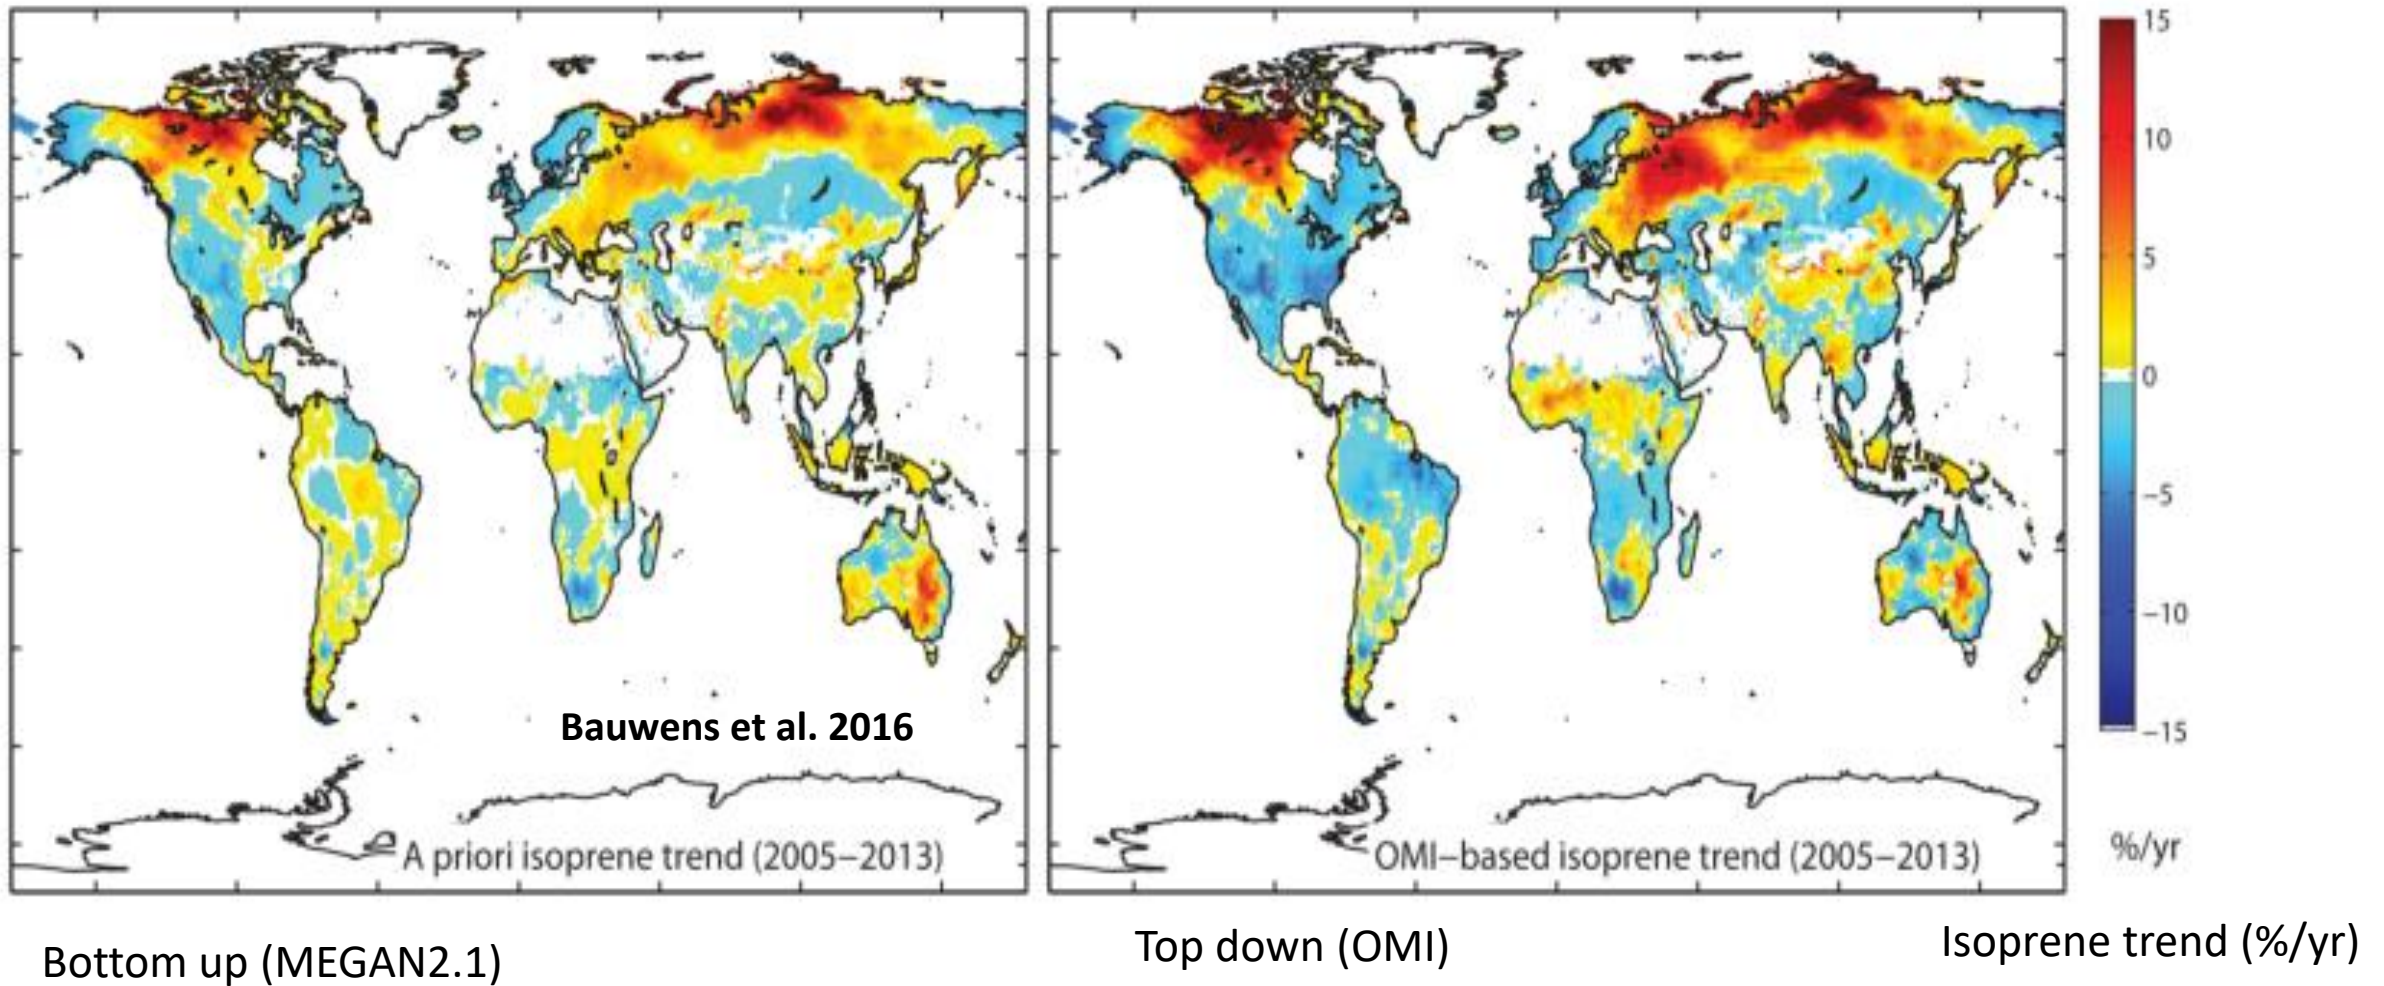 15
10
5
0
−5
−10
−15
%/yr
Bauwens et al. 2016
A priori isoprene trend (2005–2013)
OMI–based isoprene trend (2005–2013)
Bottom up (MEGAN2.1)
Top down (OMI)
Isoprene trend (%/yr)